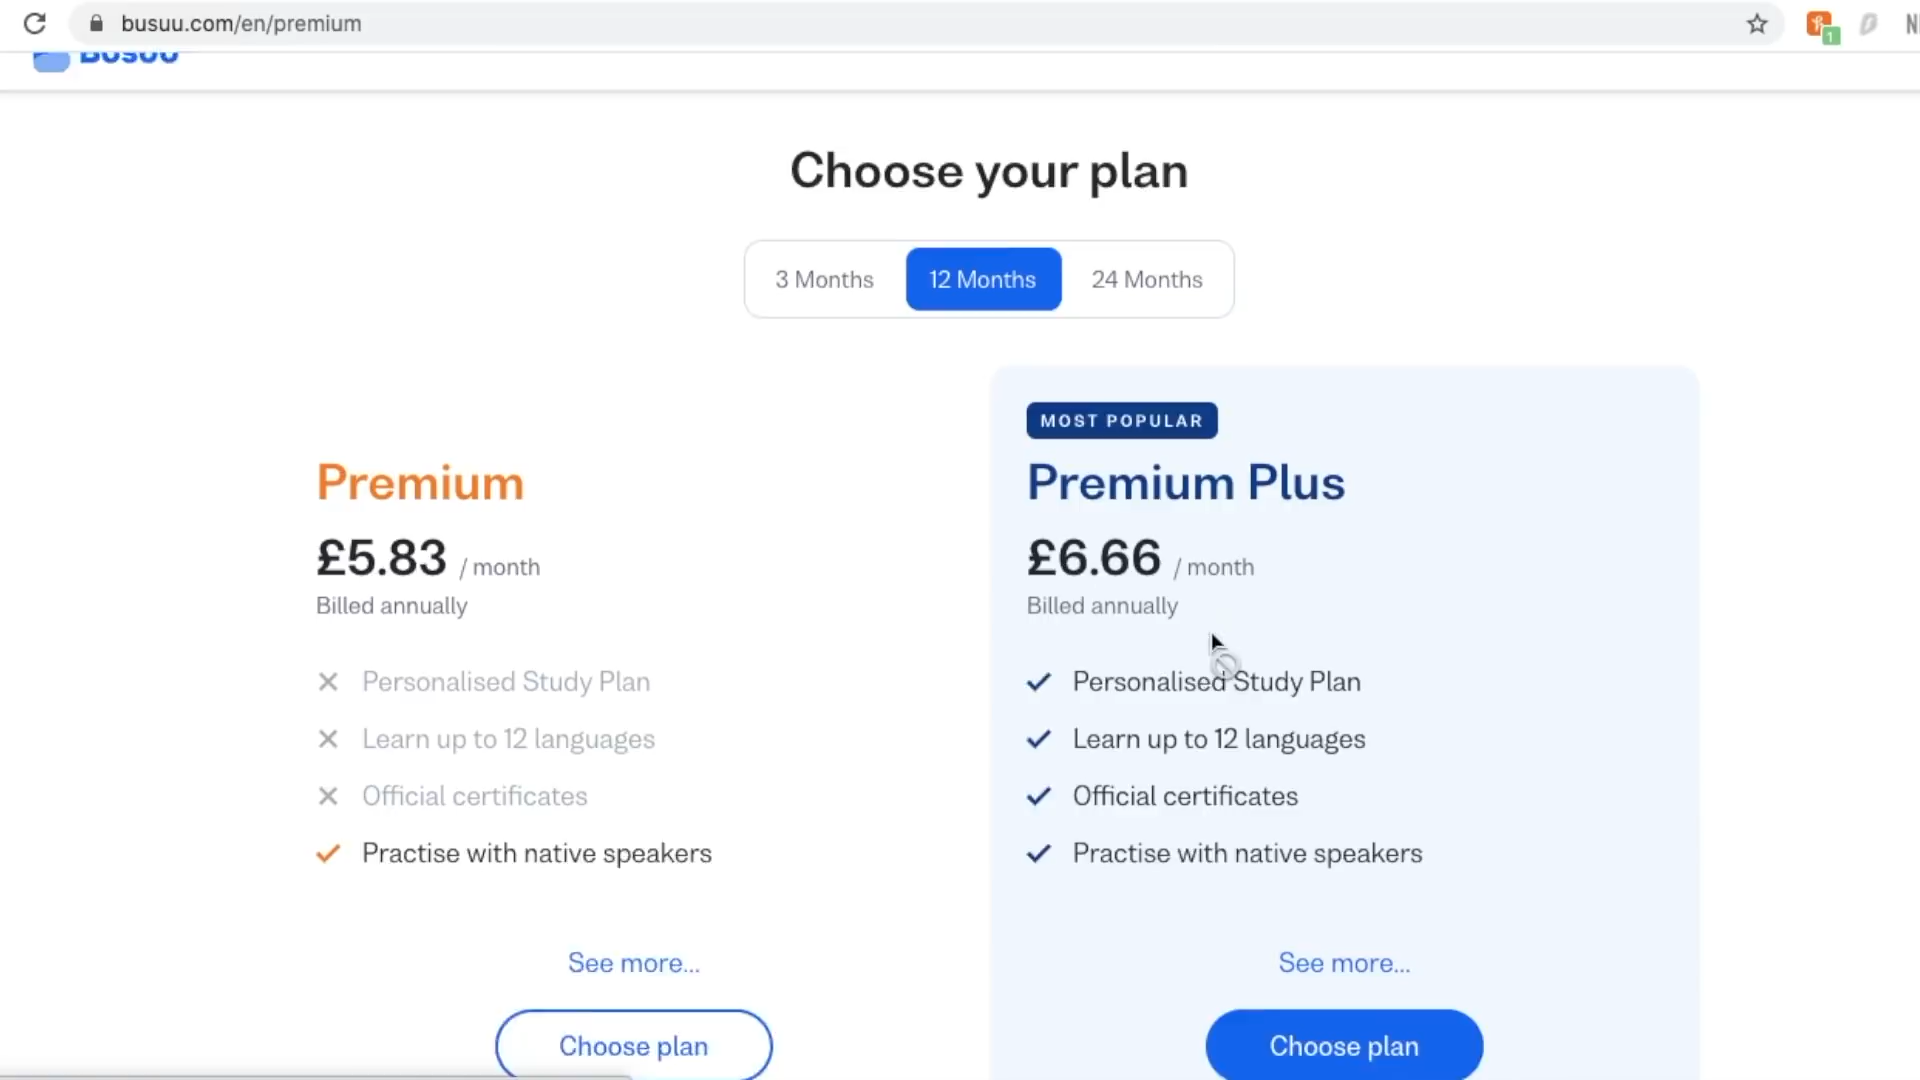 busuu.com/en/premium
1
Busuu
Choose your plan
3 Months
12 Months
24 Months
Premium
£5.83 / month
Billed annually
Personalised Study Plan
Learn up to 12 languages
Official certificates
Practise with native speakers
See more...
Choose plan
MOST POPULAR
Premium Plus
£6.66 / month
Billed annually
Personalised Study Plan
Learn up to 12 languages
Official certificates
Practise with native speakers
See more...
Choose plan